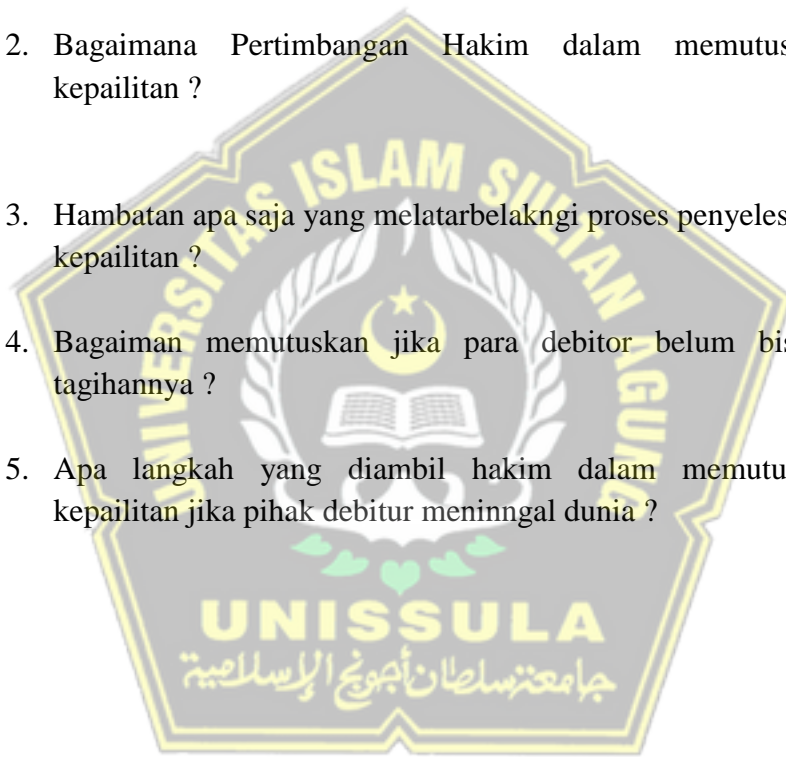 2. Bagaimana Pertimbangan Hakim dalam memutus
kepailitan ?
3. Hambatan apa saja yang melatarbelakngi proses penyeles
kepailitan ?
4. Bagaiman memutuskan jika para debitor belum bis
tagihannya ?
5. Apa langkah yang diambil hakim dalam memutu
kepailitan jika pihak debitur meninngal dunia ?
UNIVERSITAS ISLAM SULTAN AGUNG
UNISSULA
جامعة سلطان أجونج الإسلامية